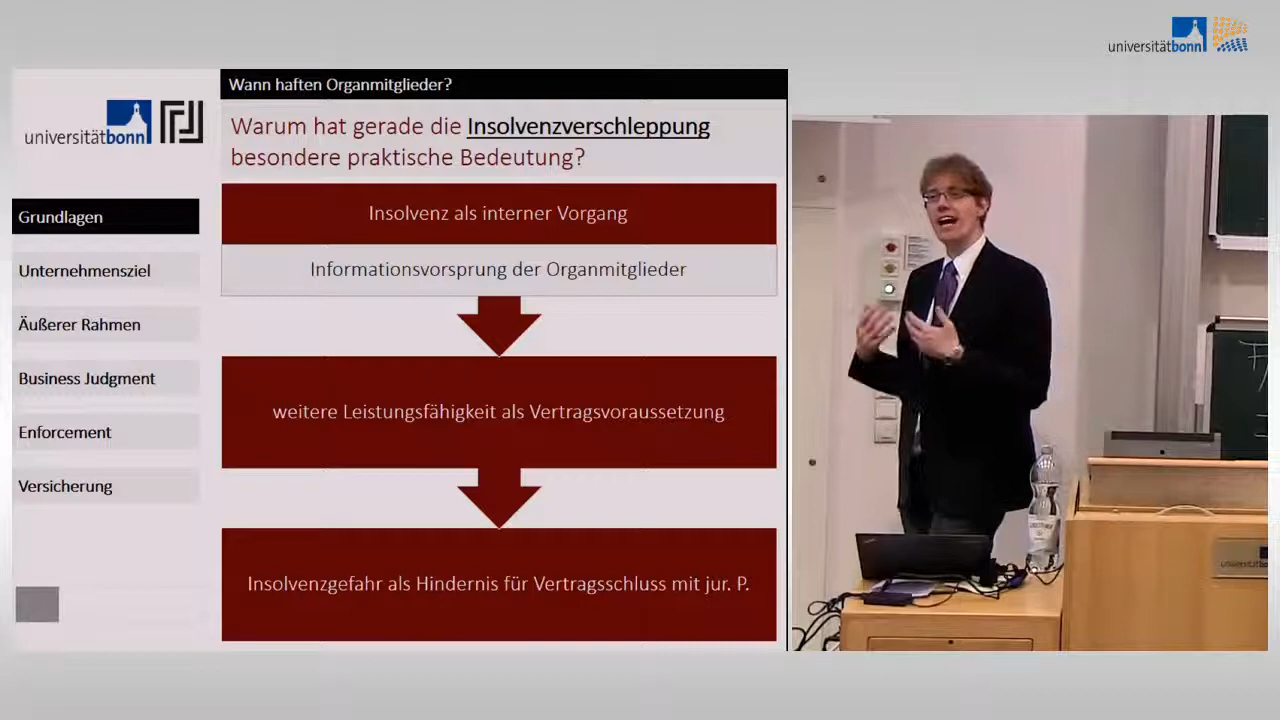 universitätbonn
Wann haften Organmitglieder?
universitätbonn
Warum hat gerade die Insolvenzverschleppung
besondere praktische Bedeutung?
Grundlagen
Unternehmensziel
Äußerer Rahmen
Business Judgment
Enforcement
Versicherung
Insolvenz als interner Vorgang
Informationsvorsprung der Organmitglieder
weitere Leistungsfähigkeit als Vertragsvoraussetzung
Insolvenzgefahr als Hindernis für Vertragsschluss mit jur. P.